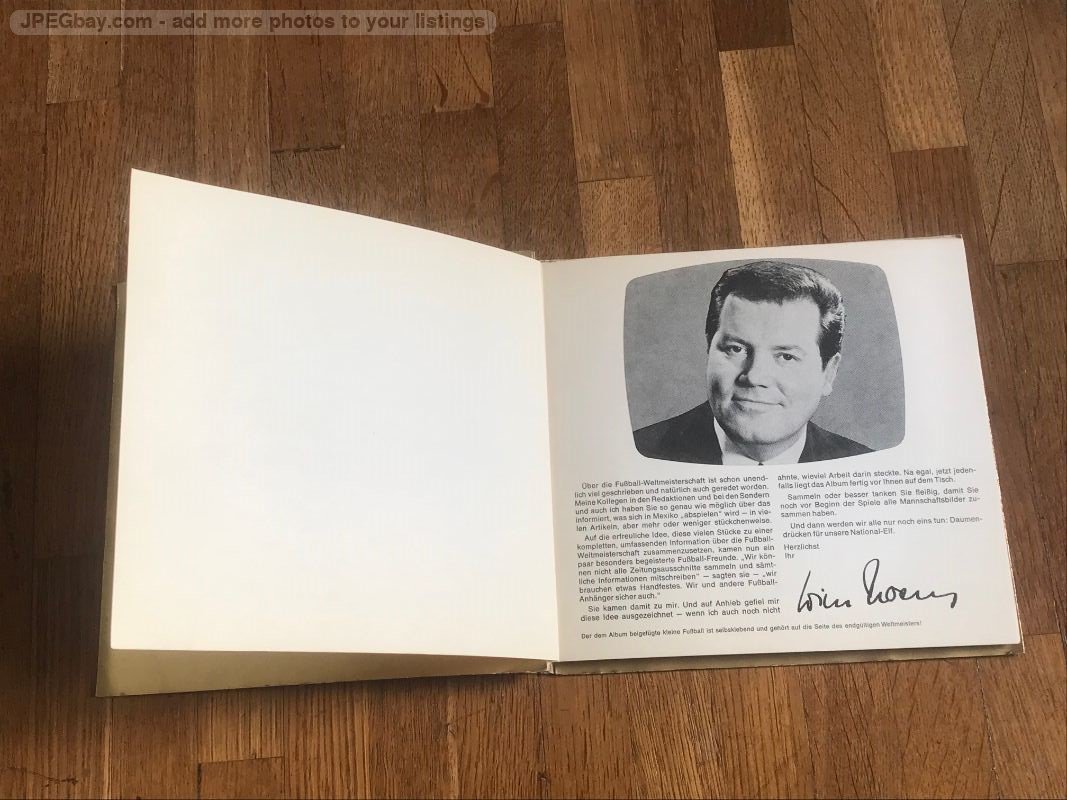 JPEGbay.com - add more photos to your listings
Über die Fußball-Weltmeisterschaft ist schon unend-
lich viel geschrieben und natürlich auch geredet worden.
Meine Kollegen in den Redaktionen und bei den Sendern
und auch ich haben Sie so genau wie möglich über das
informiert, was sich in Mexiko „abspielen“ wird — in vie-
len Artikeln, aber mehr oder weniger stückchenweise.
Auf die erfreuliche Idee, diese vielen Stücke zu einer
kompletten, umfassenden Information über die Fußball-
Weltmeisterschaft zusammenzusetzen, kamen nun ein
paar besonders begeisterte Fußball-Freunde. „Wir kön-
nen nicht alle Zeitungsausschnitte sammeln und sämt-
liche Informationen mitschreiben“ — sagten sie — „wir
brauchen etwas Handfestes. Wir und andere Fußball-
Anhänger sicher auch.“
Sie kamen damit zu mir. Und auf Anhieb gefiel mir
diese Idee ausgezeichnet — wenn ich auch noch nicht
ahnte, wieviel Arbeit darin steckte. Na egal, jetzt jeden-
falls liegt das Album fertig vor Ihnen auf dem Tisch.
Sammeln oder besser tanken Sie fleißig, damit Sie
noch vor Beginn der Spiele alle Mannschaftsbilder zu-
sammen haben.
Und dann werden wir alle nur noch eins tun: Daumen-
drücken für unsere National-Elf.
Herzlichst
Ihr
Der dem Album beigefügte kleine Fußball ist selbstklebend und gehört auf die Seite des endgültigen Weltmeisters!